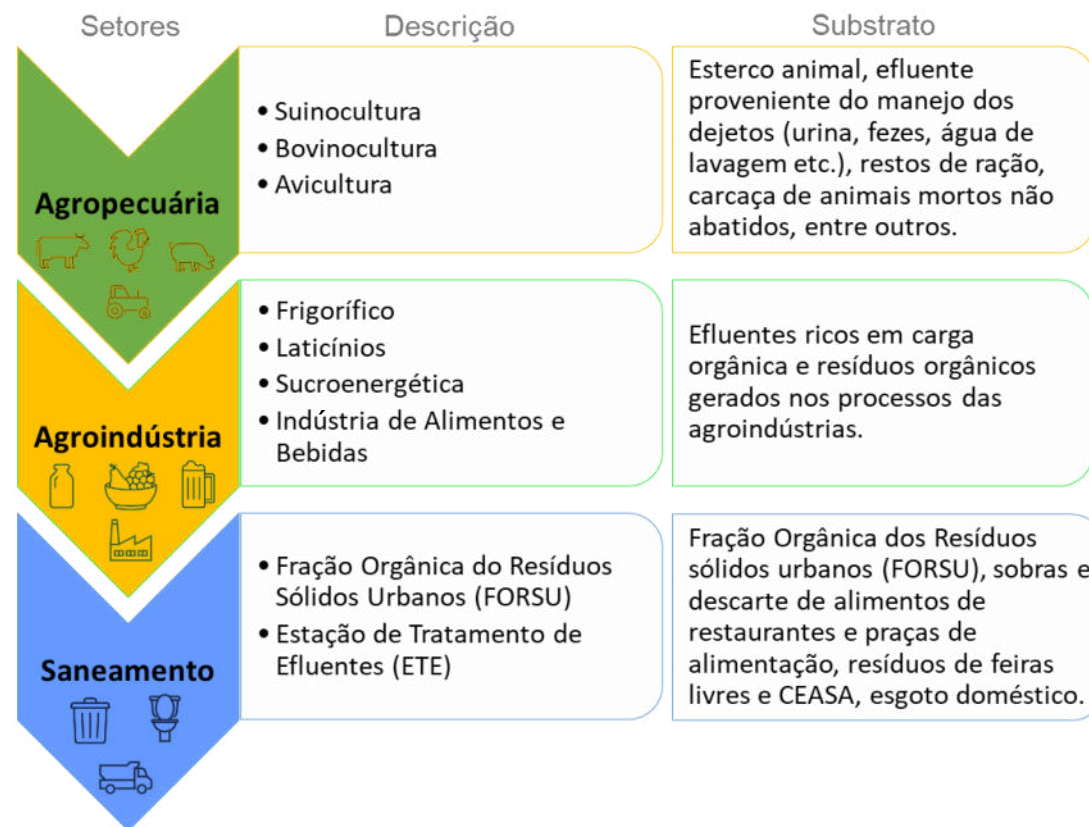 Setores
Descrição
Substrato
Agropecuária
• Suinocultura
• Bovinocultura
• Avicultura
Esterco animal, efluente
proveniente do manejo dos
dejetos (urina, fezes, água de
lavagem etc.), restos de ração,
carcaça de animais mortos não
abatidos, entre outros.
Agroindústria
• Frigorífico
• Laticínios
• Sucroenergética
• Indústria de Alimentos e
Bebidas
Efluentes ricos em carga
orgânica e resíduos orgânicos
gerados nos processos das
agroindústrias.
Saneamento
• Fração Orgânica do Resíduos
Sólidos Urbanos (FORSU)
• Estação de Tratamento de
Efluentes (ETE)
Fração Orgânica dos Resíduos
sólidos urbanos (FORSU), sobras e
descarte de alimentos de
restaurantes e praças de
alimentação, resíduos de feiras
livres e CEASA, esgoto doméstico.